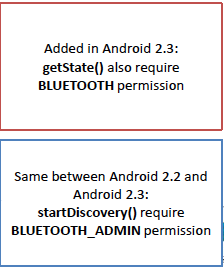 Added in Android 2.3:
getState() also require
BLUETOOTH permission
Same between Android 2.2 and
Android 2.3:
startDiscovery() require
BLUETOOTH_ADMIN permission